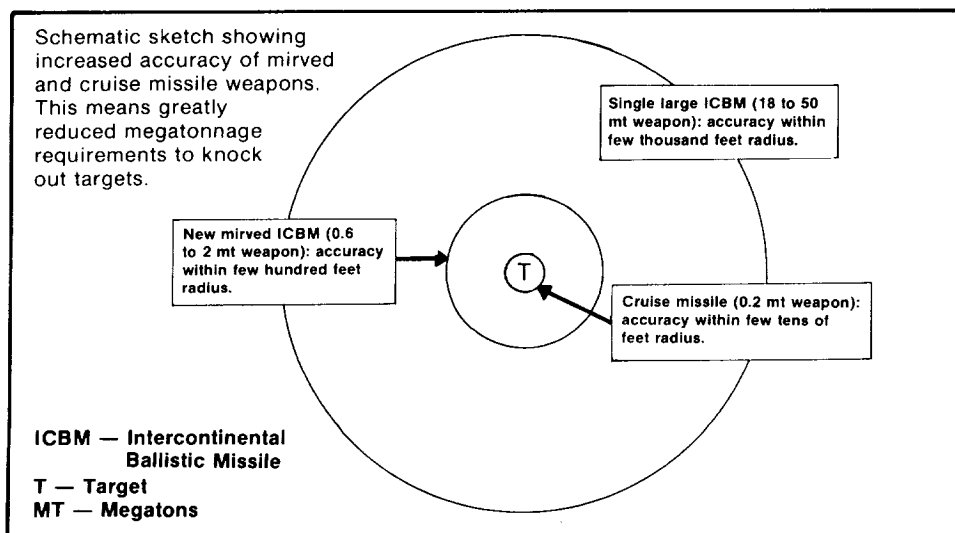 Schematic sketch showing
increased accuracy of mirved
and cruise missile weapons.
This means greatly
reduced megatonnage
requirements to knock
out targets.
Single large ICBM (18 to 50
mt weapon): accuracy within
few thousand feet radius.
New mirved ICBM (0.6
to 2 mt weapon): accuracy
within few hundred feet
radius.
T
Cruise missile (0.2 mt weapon):
accuracy within few tens of
feet radius.
ICBM — Intercontinental
Ballistic Missile
T — Target
MT — Megatons